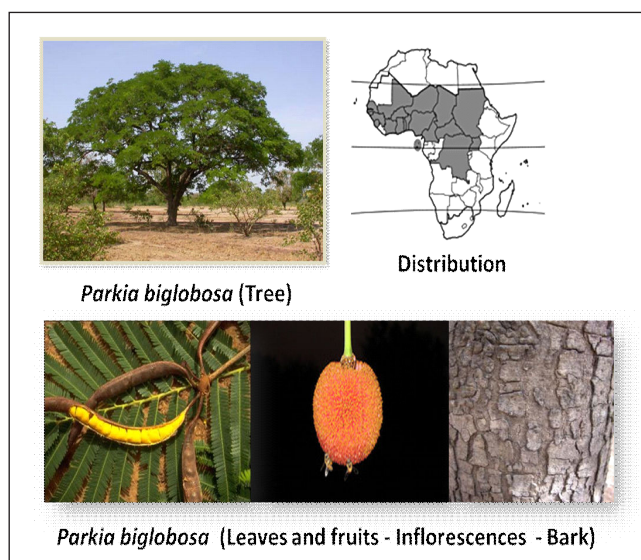 Distribution
Parkia biglobosa (Tree)
Parkia biglobosa (Leaves and fruits - Inflorescences - Bark)